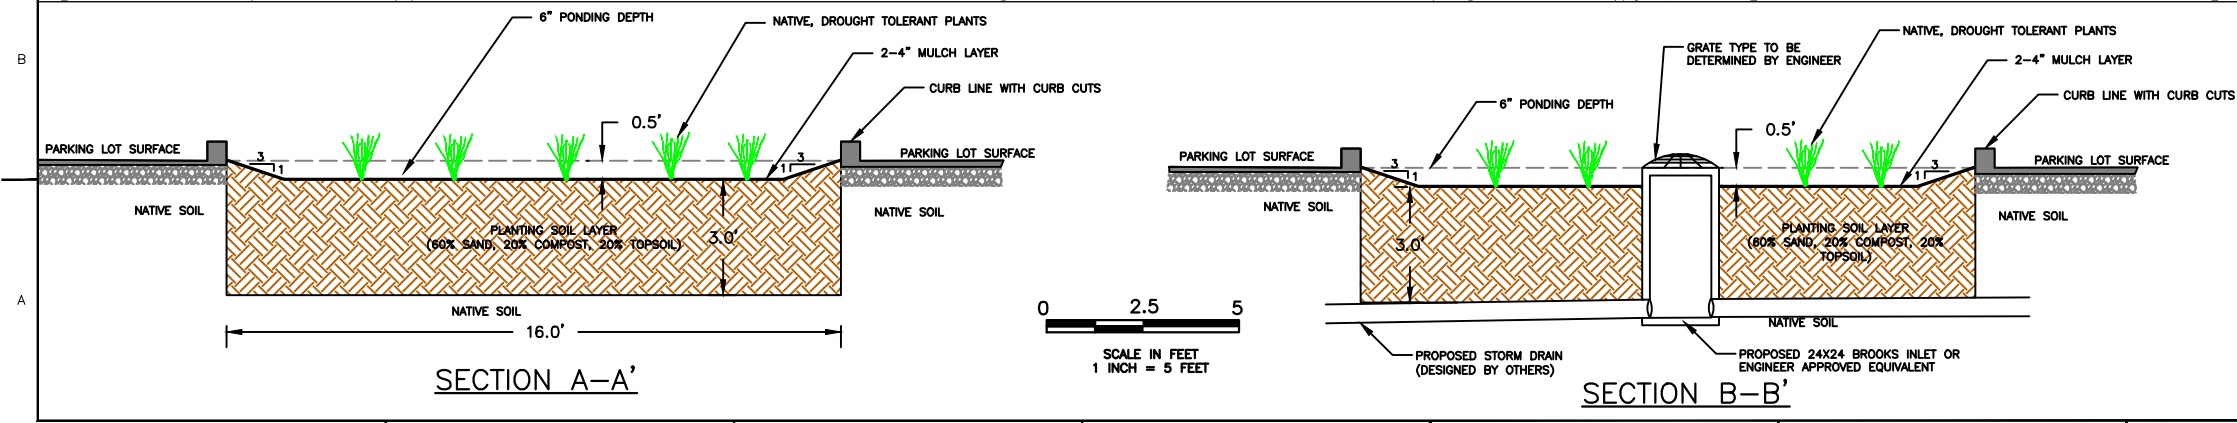 B
A
6" PONDING DEPTH
NATIVE, DROUGHT TOLERANT PLANTS
2-4" MULCH LAYER
CURB LINE WITH CURB CUTS
0.5'
PARKING LOT SURFACE
3
1
3
1
PARKING LOT SURFACE
NATIVE SOIL
NATIVE SOIL
PLANTING SOIL LAYER
(60% SAND, 20% COMPOST, 20% TOPSOIL)
3.0'
NATIVE SOIL
16.0'
SECTION A-A'
0 2.5 5
SCALE IN FEET
1 INCH = 5 FEET
GRATE TYPE TO BE
DETERMINED BY ENGINEER
NATIVE, DROUGHT TOLERANT PLANTS
2-4" MULCH LAYER
CURB LINE WITH CURB CUTS
6" PONDING DEPTH
0.5'
PARKING LOT SURFACE
3
1
3
1
PARKING LOT SURFACE
NATIVE SOIL
NATIVE SOIL
3.0'
PLANTING SOIL LAYER
(60% SAND, 20% COMPOST, 20%
TOPSOIL)
NATIVE SOIL
PROPOSED STORM DRAIN
(DESIGNED BY OTHERS)
PROPOSED 24X24 BROOKS INLET OR
ENGINEER APPROVED EQUIVALENT
SECTION B-B'